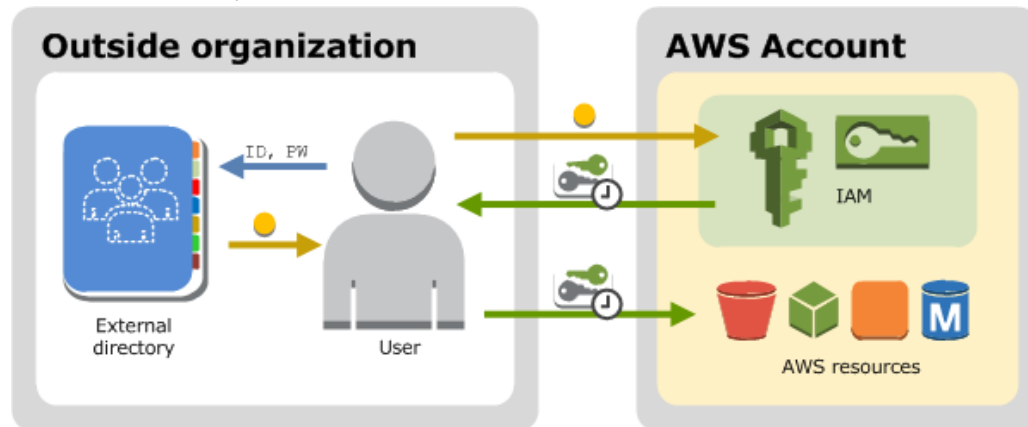 Outside organization
AWS Account
ID, PW
IAM
External
directory
User
M
AWS resources